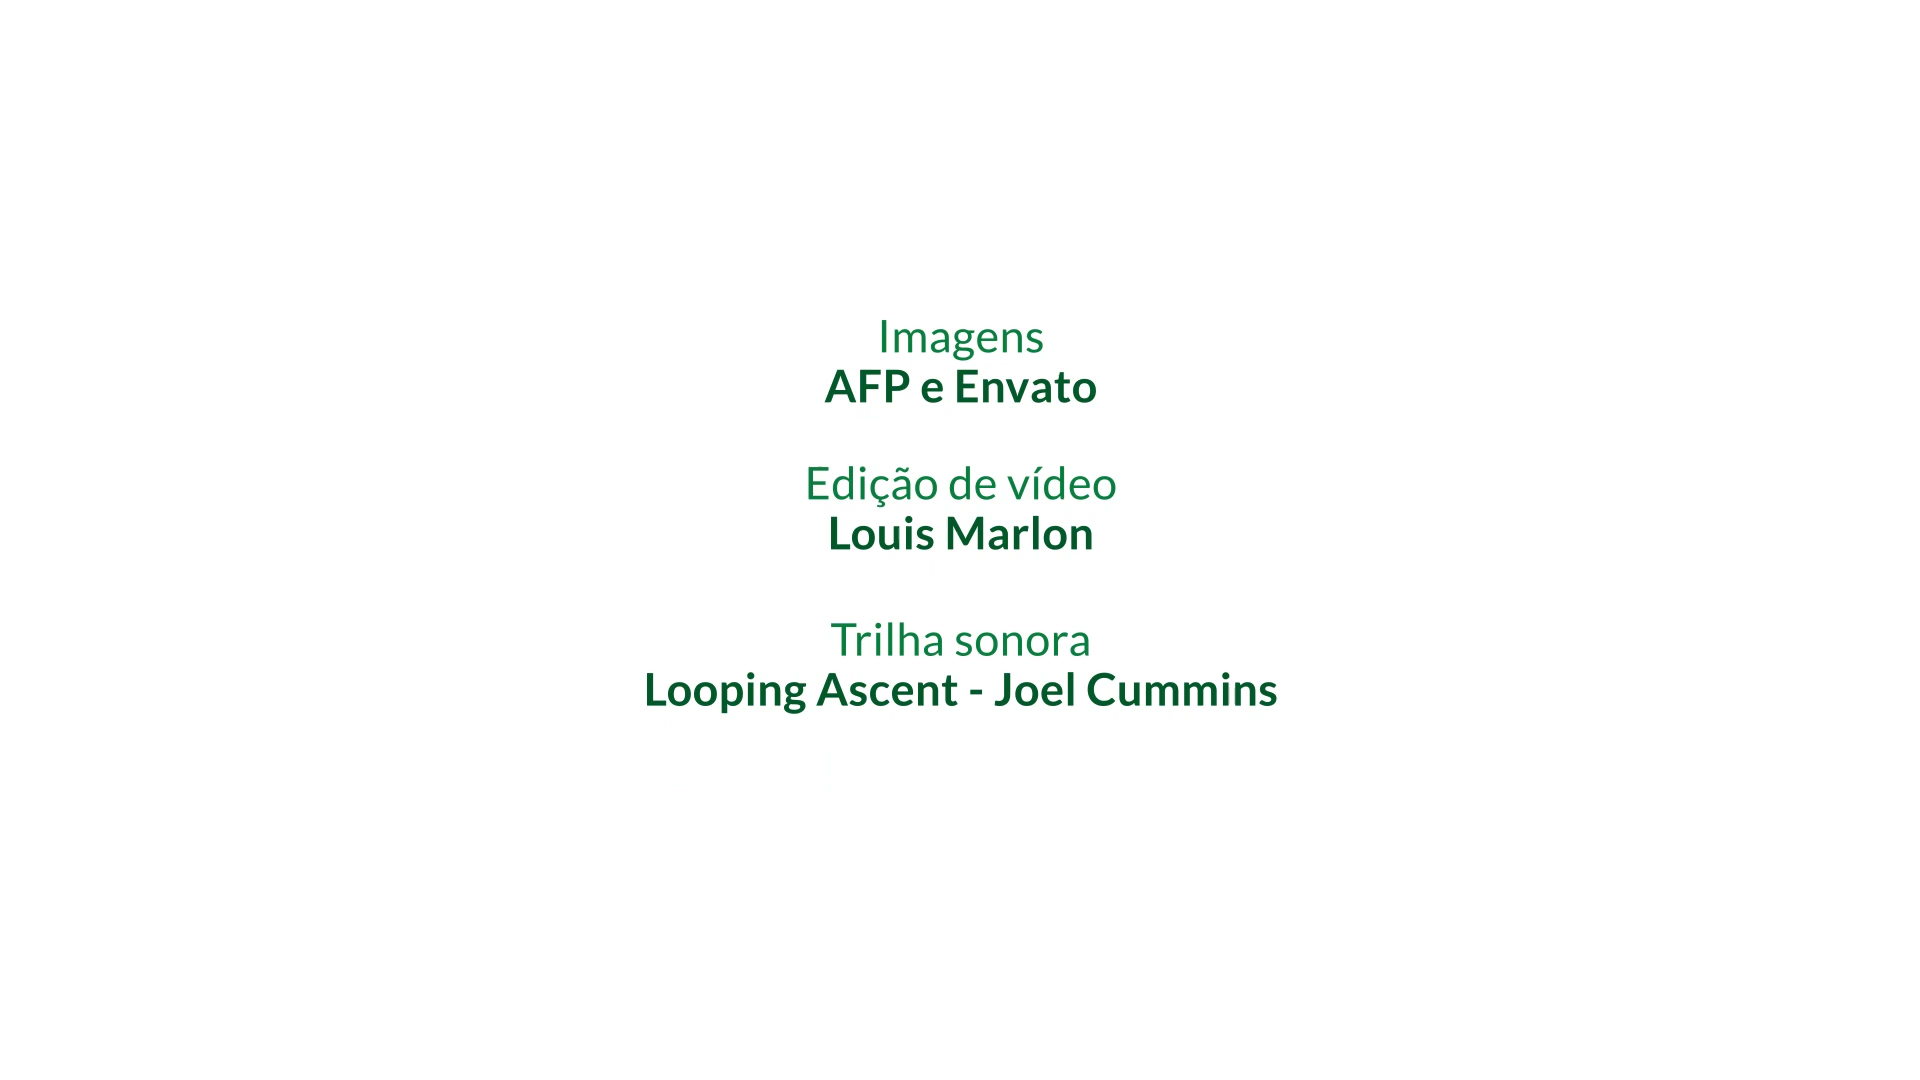 Imagens
AFP e Envato
Edição de vídeo
Louis Marlon
Trilha sonora
Looping Ascent - Joel Cummins